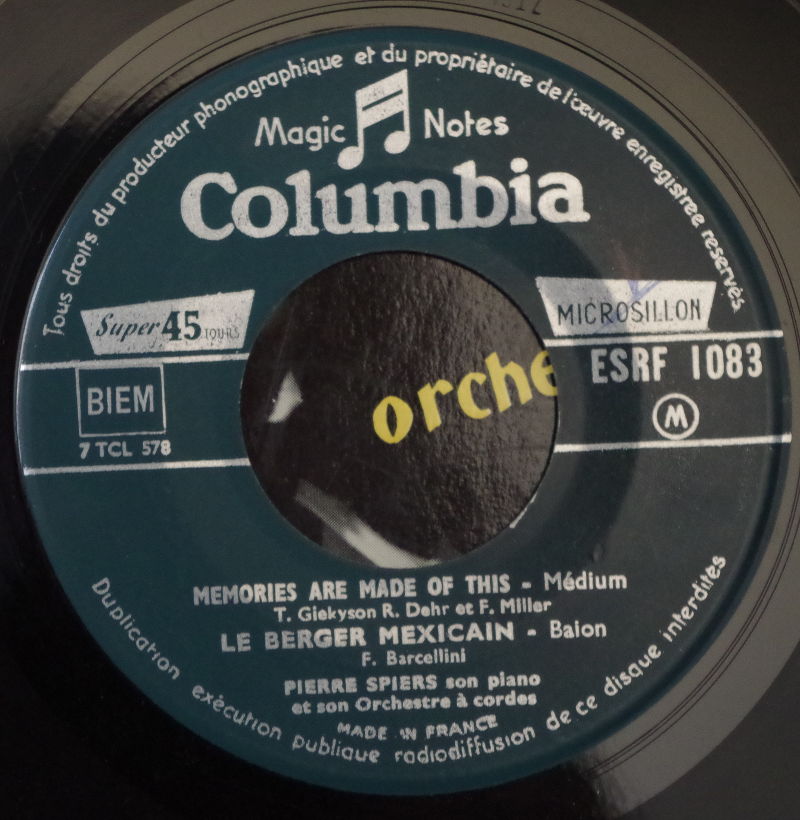 Tous droits du producteur phonographique et du propriétaire de l'œuvre enregistrée reservés
Magic Notes
Columbia
Super 45 TOURS
MICROSILLON
BIEM
ESRF 1083
M
7 TCL 578
orche
MEMORIES ARE MADE OF THIS - Médium
T. Giekyson R. Dehr et F. Miller
LE BERGER MEXICAIN - Baion
F. Barcellini
PIERRE SPIERS son piano
et son Orchestre à cordes
MADE IN FRANCE
Duplication exécution publique radiodiffusion de ce disque interdites